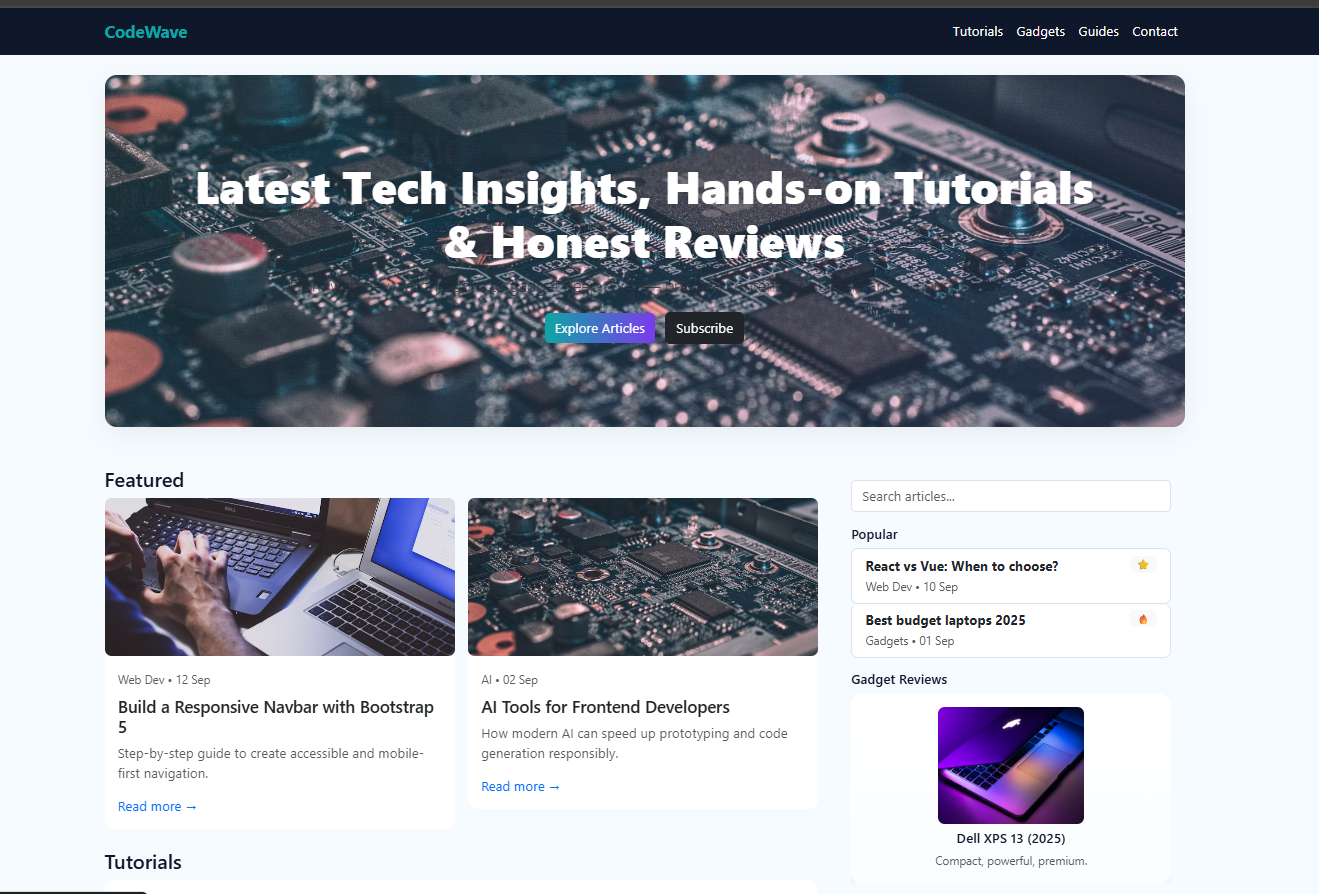 CodeWave
Tutorials Gadgets Guides Contact
Latest Tech Insights, Hands-on Tutorials
& Honest Reviews
Explore Articles
Subscribe
Featured
Web Dev • 12 Sep
Build a Responsive Navbar with Bootstrap
5
Step-by-step guide to create accessible and mobile-
first navigation.
Read more →
AI • 02 Sep
AI Tools for Frontend Developers
How modern AI can speed up prototyping and code
generation responsibly.
Read more →
Tutorials
Search articles...
Popular
React vs Vue: When to choose?
Web Dev • 10 Sep
Best budget laptops 2025
Gadgets • 01 Sep
Gadget Reviews
Dell XPS 13 (2025)
Compact, powerful, premium.